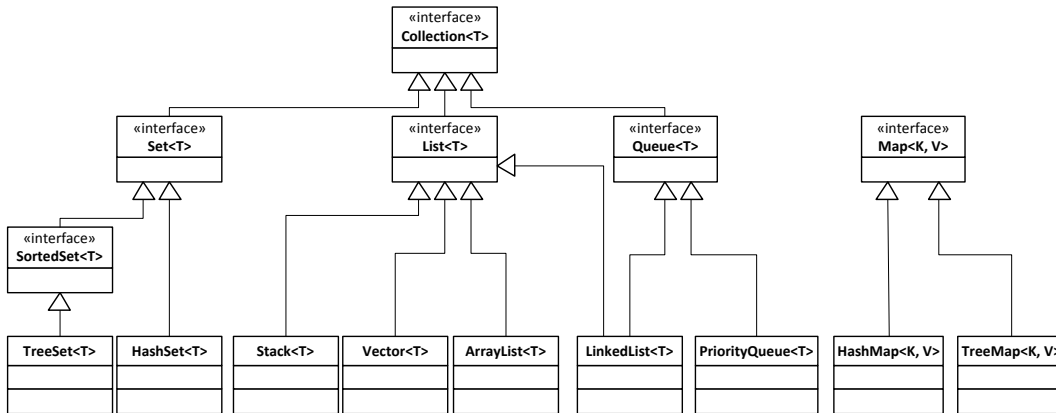 «interface»
Collection<T>
«interface»
Set<T>
«interface»
List<T>
«interface»
Queue<T>
«interface»
Map<K, V>
«interface»
SortedSet<T>
TreeSet<T>
HashSet<T>
Stack<T>
Vector<T>
ArrayList<T>
LinkedList<T>
PriorityQueue<T>
HashMap<K, V>
TreeMap<K, V>